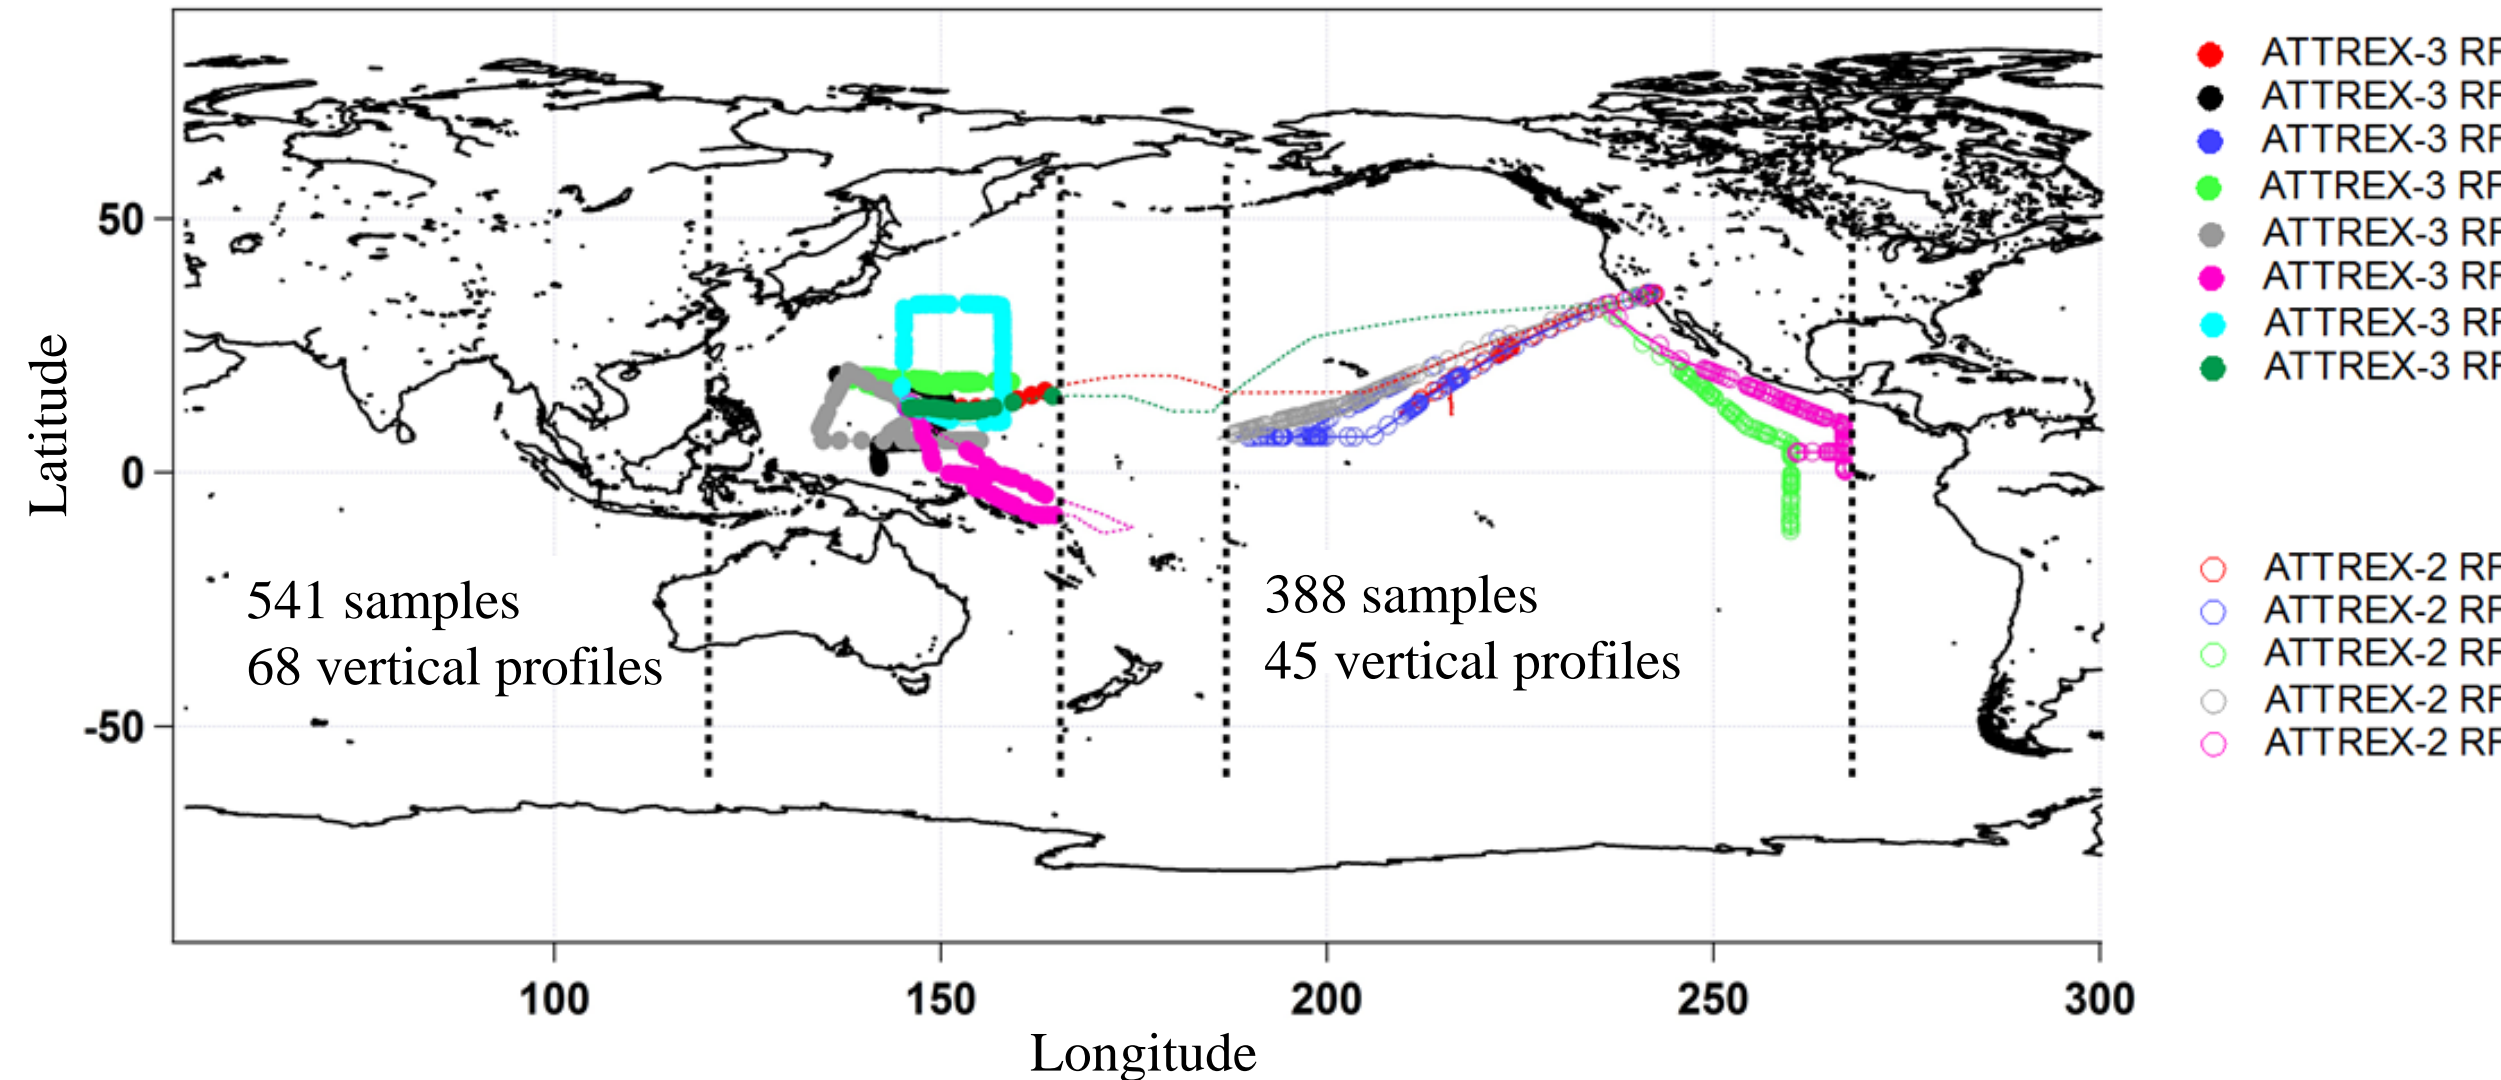 ATTREX-3 RF
ATTREX-3 RF
ATTREX-3 RF
ATTREX-3 RF
ATTREX-3 RF
ATTREX-3 RF
ATTREX-3 RF
ATTREX-3 RF
ATTREX-2 RF
ATTREX-2 RF
ATTREX-2 RF
ATTREX-2 RF
ATTREX-2 RF
50
0
-50
Latitude
541 samples
68 vertical profiles
388 samples
45 vertical profiles
100
150
200
250
300
Longitude